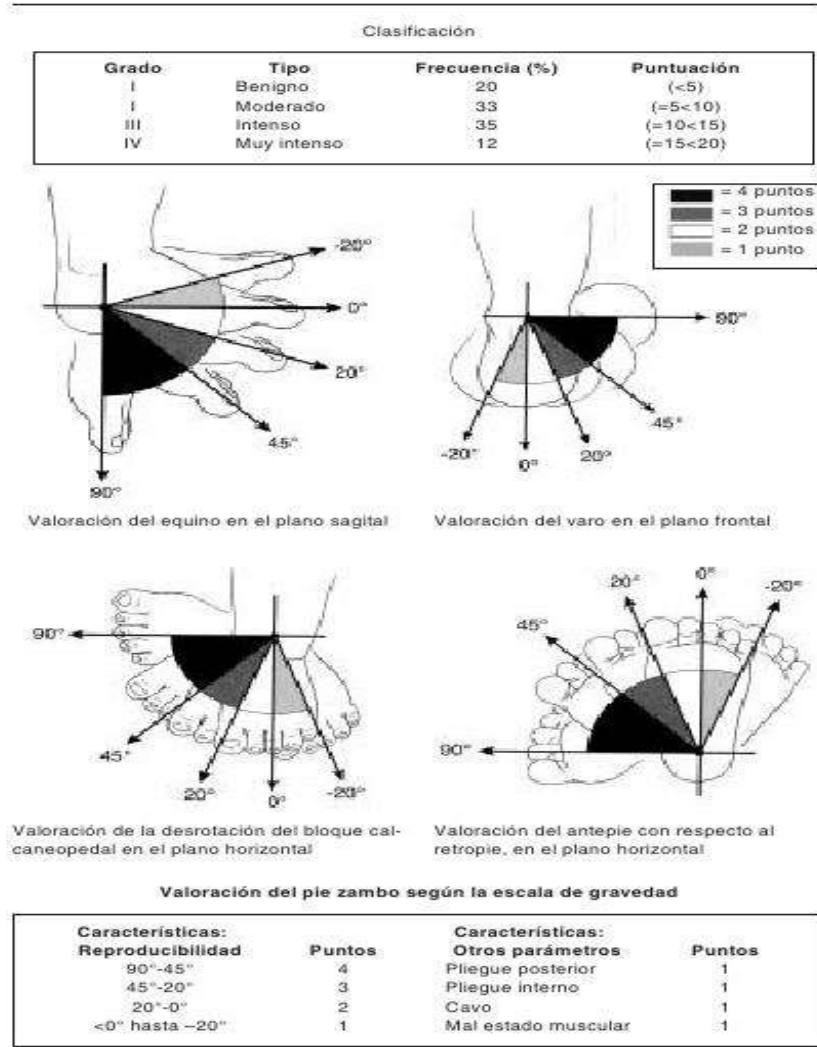 Clasificación
Grado Tipo Frecuencia (%) Puntuación
I Benigno 20 (<5)
I Moderado 33 (=5<10)
III Intenso 35 (=10<15)
IV Muy intenso 12 (=15<20)
= 4 puntos
= 3 puntos
= 2 puntos
= 1 punto
-20°
0°
20°
45°
90°
90°
45°
20°
0°
-20°
Valoración del equino en el plano sagital
Valoración del varo en el plano frontal
90°
45°
20°
0°
-20°
90°
45°
20°
0°
-20°
Valoración de la desrotación del bloque cal-
caneopedal en el plano horizontal
Valoración del antepie con respecto al
retropie, en el plano horizontal
Valoración del pie zambo según la escala de gravedad
Características: Características:
Reproducibilidad Puntos Otros parámetros Puntos
90°-45° 4 Pliegue posterior 1
45°-20° 3 Pliegue interno 1
20°-0° 2 Cavo 1
<0° hasta –20° 1 Mal estado muscular 1